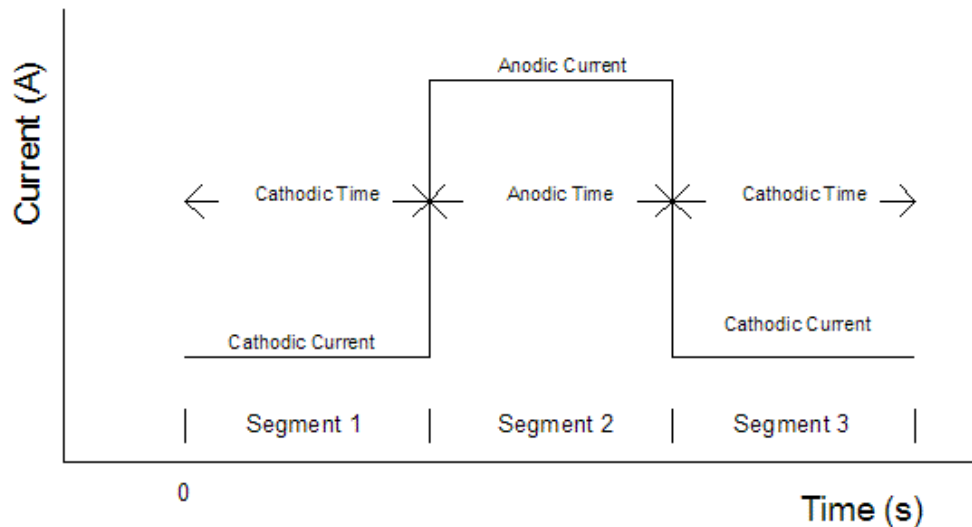 Current (A)
Anodic Current
Cathodic Time
Anodic Time
Cathodic Time
Cathodic Current
Cathodic Current
Segment 1
Segment 2
Segment 3
0
Time (s)